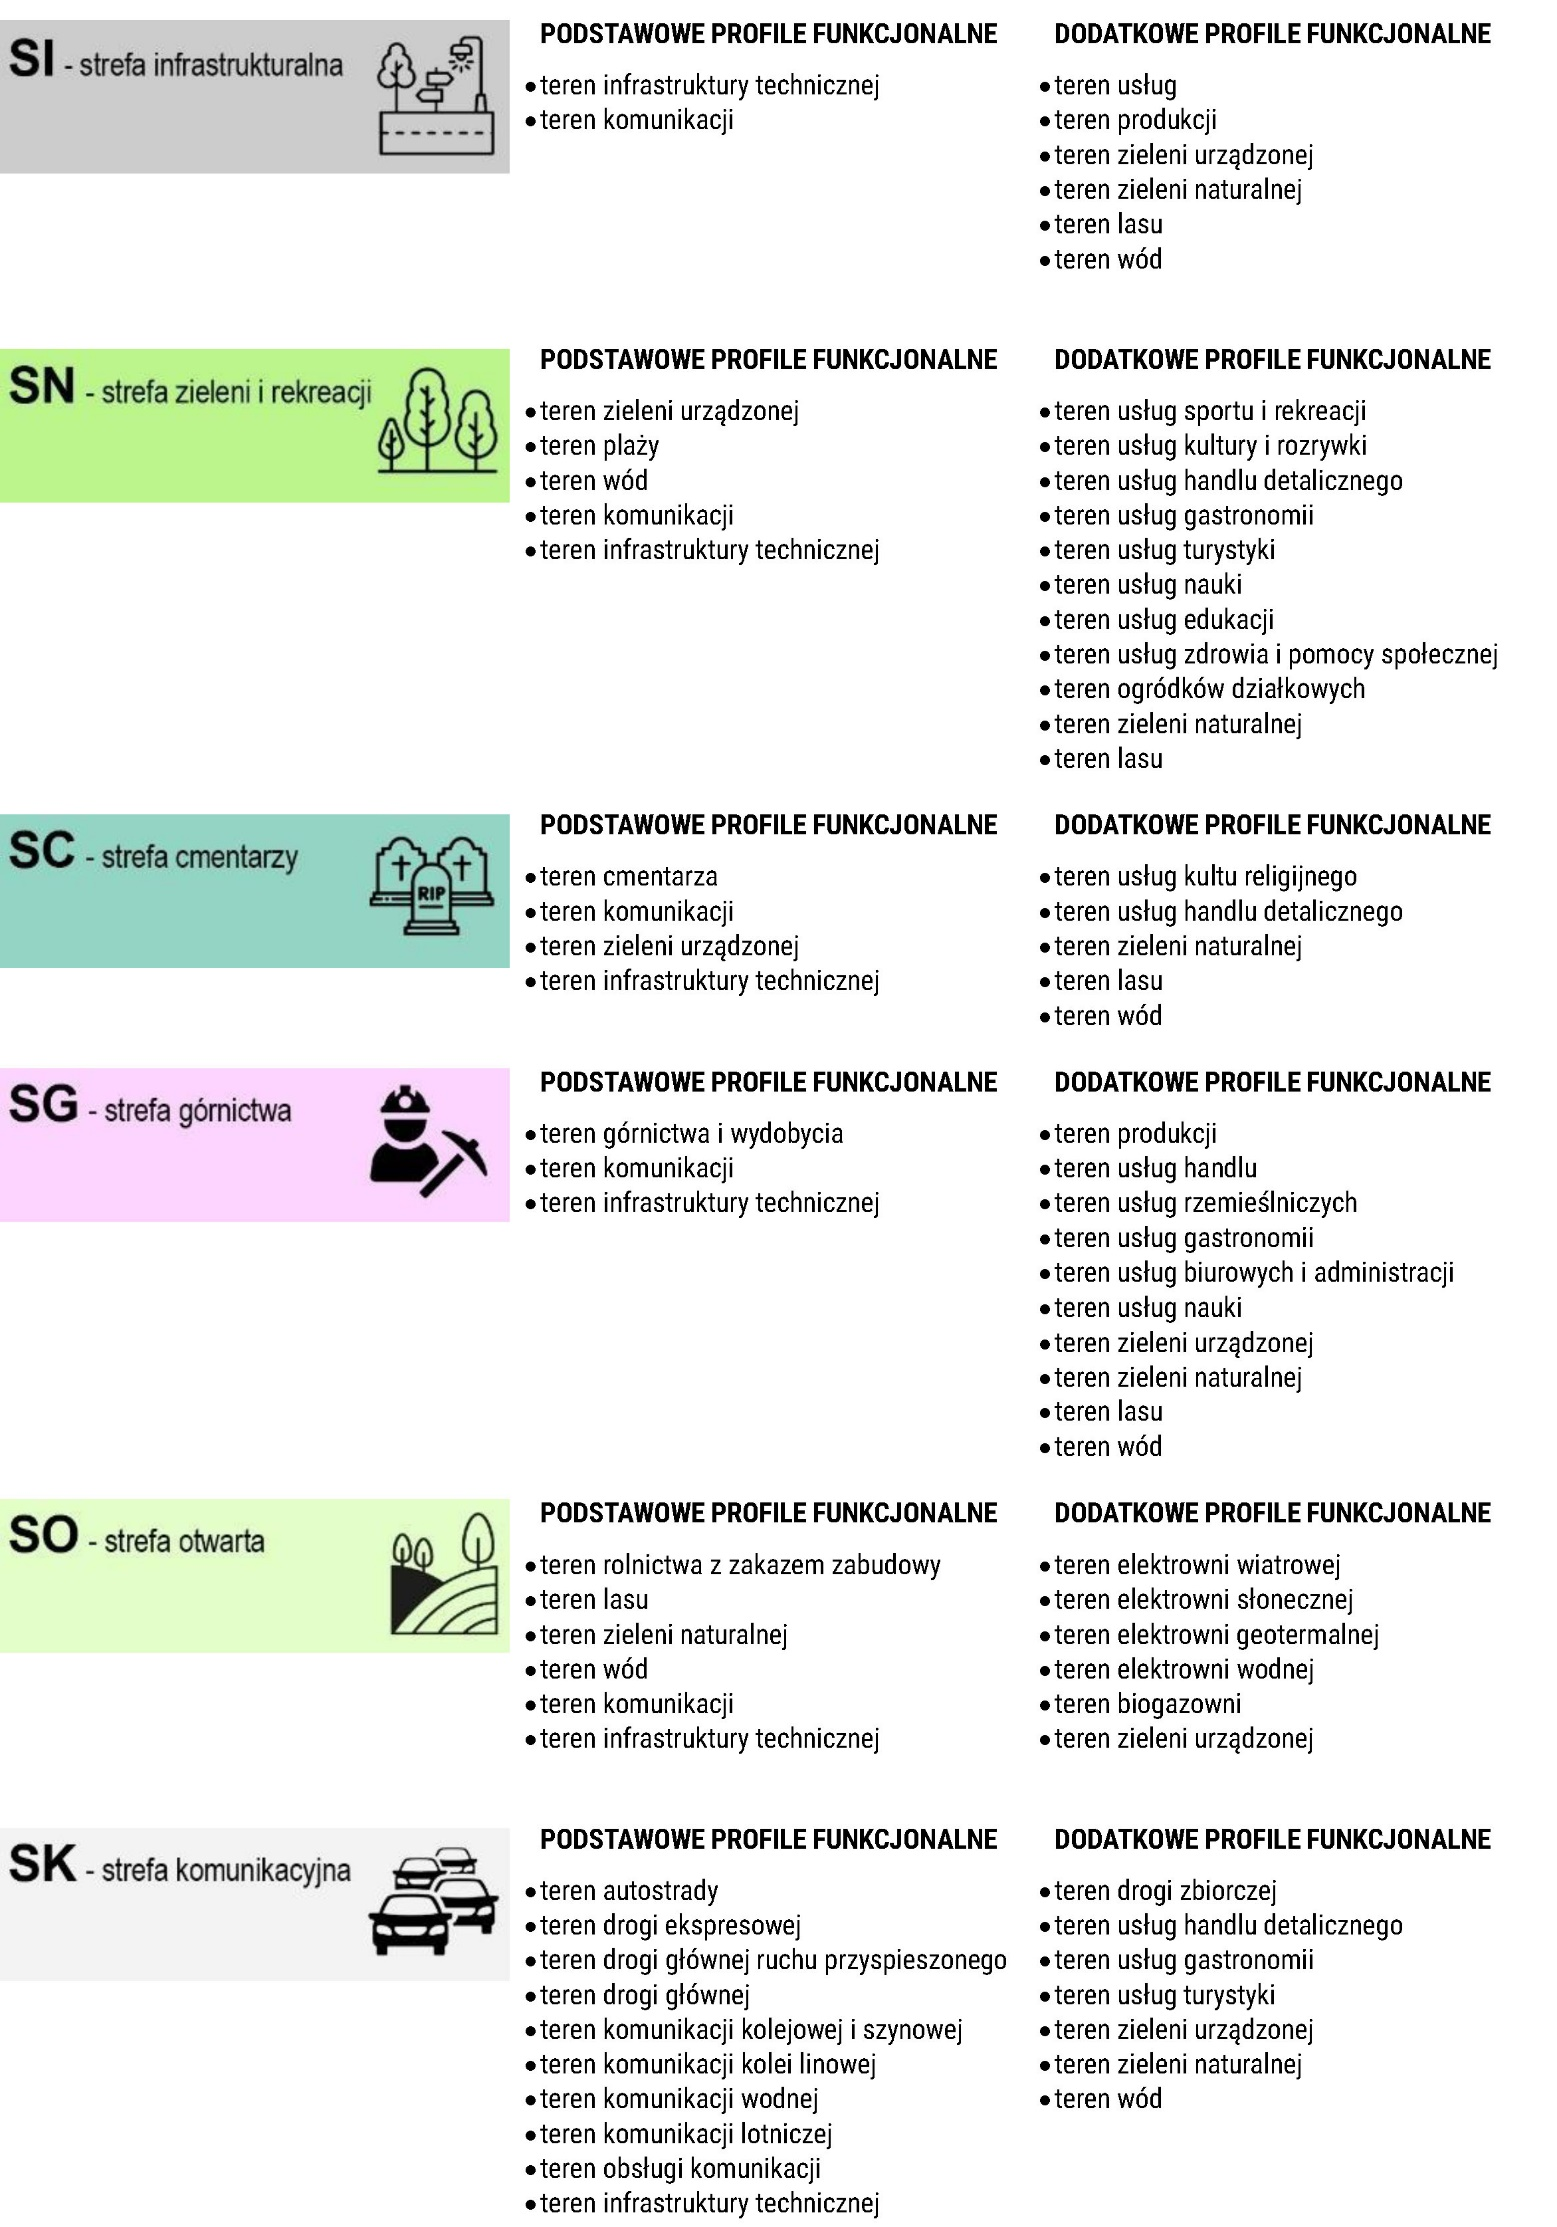 SI - strefa infrastrukturalna
PODSTAWOWE PROFILE FUNKCJONALNE
• teren infrastruktury technicznej
• teren komunikacji
DODATKOWE PROFILE FUNKCJONALNE
• teren usług
• teren produkcji
• teren zieleni urządzonej
• teren zieleni naturalnej
• teren lasu
• teren wód
SN - strefa zieleni i rekreacji
PODSTAWOWE PROFILE FUNKCJONALNE
• teren zieleni urządzonej
• teren plaży
• teren wód
• teren komunikacji
• teren infrastruktury technicznej
DODATKOWE PROFILE FUNKCJONALNE
• teren usług sportu i rekreacji
• teren usług kultury i rozrywki
• teren usług handlu detalicznego
• teren usług gastronomii
• teren usług turystyki
• teren usług nauki
• teren usług edukacji
• teren usług zdrowia i pomocy społecznej
• teren ogródków działkowych
• teren zieleni naturalnej
• teren lasu
SC - strefa cmentarzy
RIP
PODSTAWOWE PROFILE FUNKCJONALNE
• teren cmentarza
• teren komunikacji
• teren zieleni urządzonej
• teren infrastruktury technicznej
DODATKOWE PROFILE FUNKCJONALNE
• teren usług kultu religijnego
• teren usług handlu detalicznego
• teren zieleni naturalnej
• teren lasu
• teren wód
SG - strefa górnictwa
PODSTAWOWE PROFILE FUNKCJONALNE
• teren górnictwa i wydobycia
• teren komunikacji
• teren infrastruktury technicznej
DODATKOWE PROFILE FUNKCJONALNE
• teren produkcji
• teren usług handlu
• teren usług rzemieślniczych
• teren usług gastronomii
• teren usług biurowych i administracji
• teren usług nauki
• teren zieleni urządzonej
• teren zieleni naturalnej
• teren lasu
• teren wód
SO - strefa otwarta
PODSTAWOWE PROFILE FUNKCJONALNE
• teren rolnictwa z zakazem zabudowy
• teren lasu
• teren zieleni naturalnej
• teren wód
• teren komunikacji
• teren infrastruktury technicznej
DODATKOWE PROFILE FUNKCJONALNE
• teren elektrowni wiatrowej
• teren elektrowni słonecznej
• teren elektrowni geotermalnej
• teren elektrowni wodnej
• teren biogazowni
• teren zieleni urządzonej
SK - strefa komunikacyjna
PODSTAWOWE PROFILE FUNKCJONALNE
• teren autostrady
• teren drogi ekspresowej
• teren drogi głównej ruchu przyspieszonego
• teren drogi głównej
• teren komunikacji kolejowej i szynowej
• teren komunikacji kolei linowej
• teren komunikacji wodnej
• teren komunikacji lotniczej
• teren obsługi komunikacji
• teren infrastruktury technicznej
DODATKOWE PROFILE FUNKCJONALNE
• teren drogi zbiorczej
• teren usług handlu detalicznego
• teren usług gastronomii
• teren usług turystyki
• teren zieleni urządzonej
• teren zieleni naturalnej
• teren wód